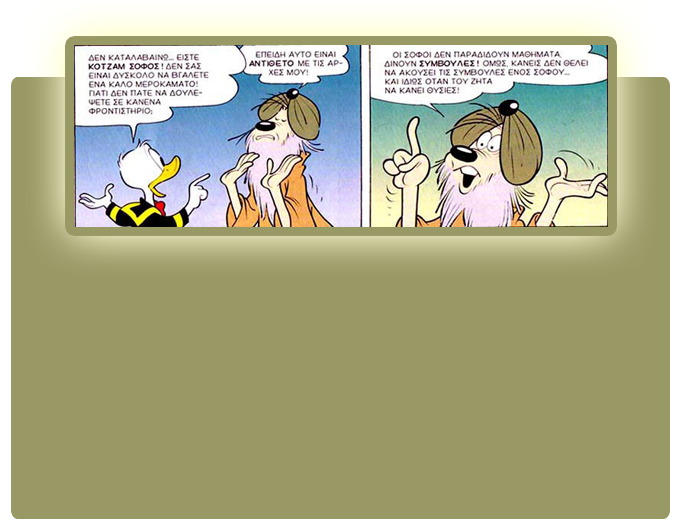 ΔΕΝ ΚΑΤΑΛΑΒΑΙΝΩ... ΕΙΣΤΕ
ΚΟΤΖΑΜ ΣΟΦΟΣ! ΔΕΝ ΣΑΣ
ΕΙΝΑΙ ΔΥΣΚΟΛΟ ΝΑ ΒΓΑΛΕΤΕ
ΕΝΑ ΚΑΛΟ ΜΕΡΟΚΑΜΑΤΟ!
ΓΙΑΤΙ ΔΕΝ ΠΑΤΕ ΝΑ ΔΟΥΛΕ-
ΨΕΤΕ ΣΕ ΚΑΝΕΝΑ
ΦΡΟΝΤΙΣΤΗΡΙΟ;
ΕΠΕΙΔΗ ΑΥΤΟ ΕΙΝΑΙ
ΑΝΤΙΘΕΤΟ ΜΕ ΤΙΣ ΑΡ-
ΧΕΣ ΜΟΥ!
ΟΙ ΣΟΦΟΙ ΔΕΝ ΠΑΡΑΔΙΔΟΥΝ ΜΑΘΗΜΑΤΑ,
ΔΙΝΟΥΝ ΣΥΜΒΟΥΛΕΣ! ΟΜΩΣ, ΚΑΝΕΙΣ ΔΕΝ ΘΕΛΕΙ
ΝΑ ΑΚΟΥΣΕΙ ΤΙΣ ΣΥΜΒΟΥΛΕΣ ΕΝΟΣ ΣΟΦΟΥ...
ΚΑΙ ΙΔΙΩΣ ΟΤΑΝ ΤΟΥ ΖΗΤΑ
ΝΑ ΚΑΝΕΙ ΘΥΣΙΕΣ!